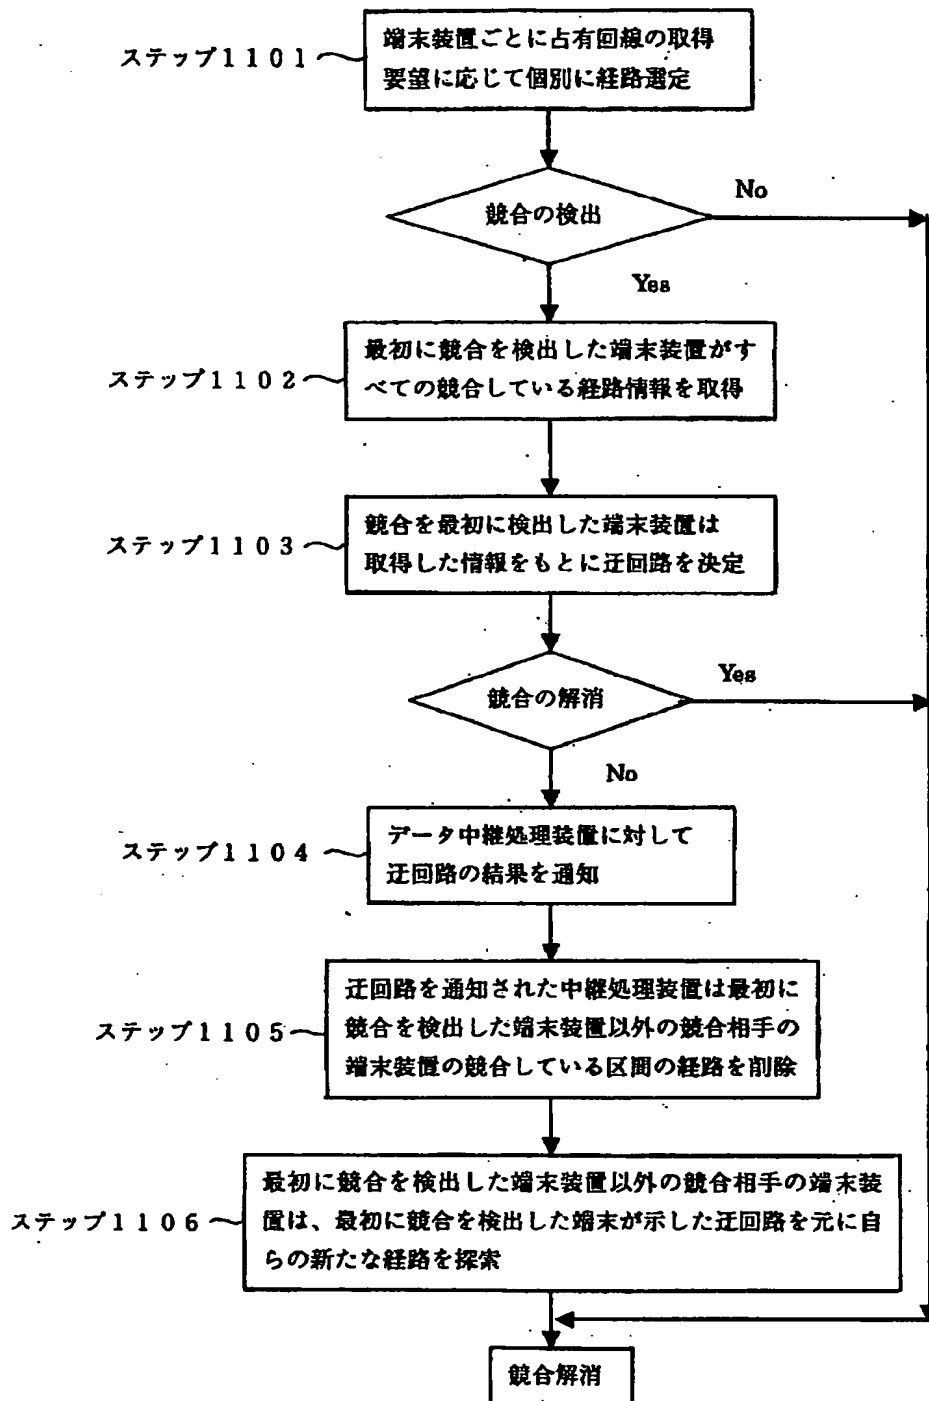 端末装置ごとに占有回線の取得
ステップ1101
要望に応じて個別に経路選定
No
競合の検出
Yes
最初に競合を検出した端末装置がす
ステップ1102
べての競合している経路情報を取得
競合を最初に検出した端末装置は
ステップ1103
取得した情報をもとに迂回路を決定
Yes
競合の解消
No
データ中継処理装置に対して
ステップ1104
迂回路の結果を通知
迂回路を通知された中継処理装置は最初に
ステップ1105
競合を検出した端末装置以外の競合相手の
端末装置の競合している区間の経路を削除
最初に競合を検出した端末装置以外の競合相手の端末装
ステップ1106
置は、最初に競合を検出した端末が示した迂回路を元に自
らの新たな経路を探索
競合解消